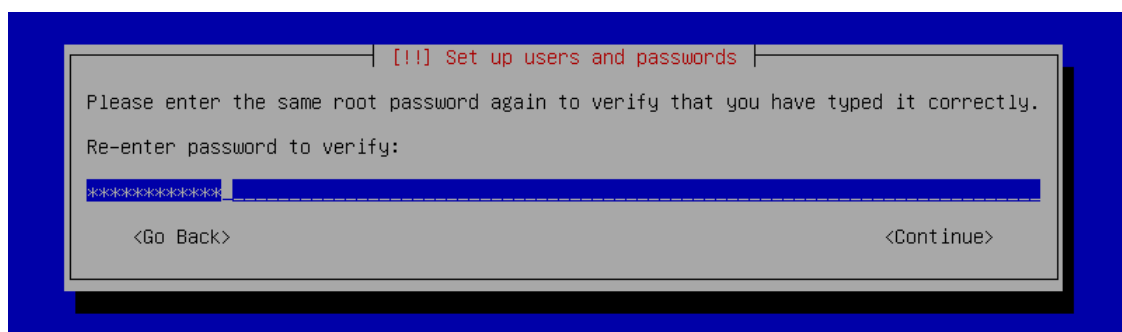 [!!] Set up users and passwords
Please enter the same root password again to verify that you have typed it correctly.
Re-enter password to verify:
************
<Go Back> <Continue>